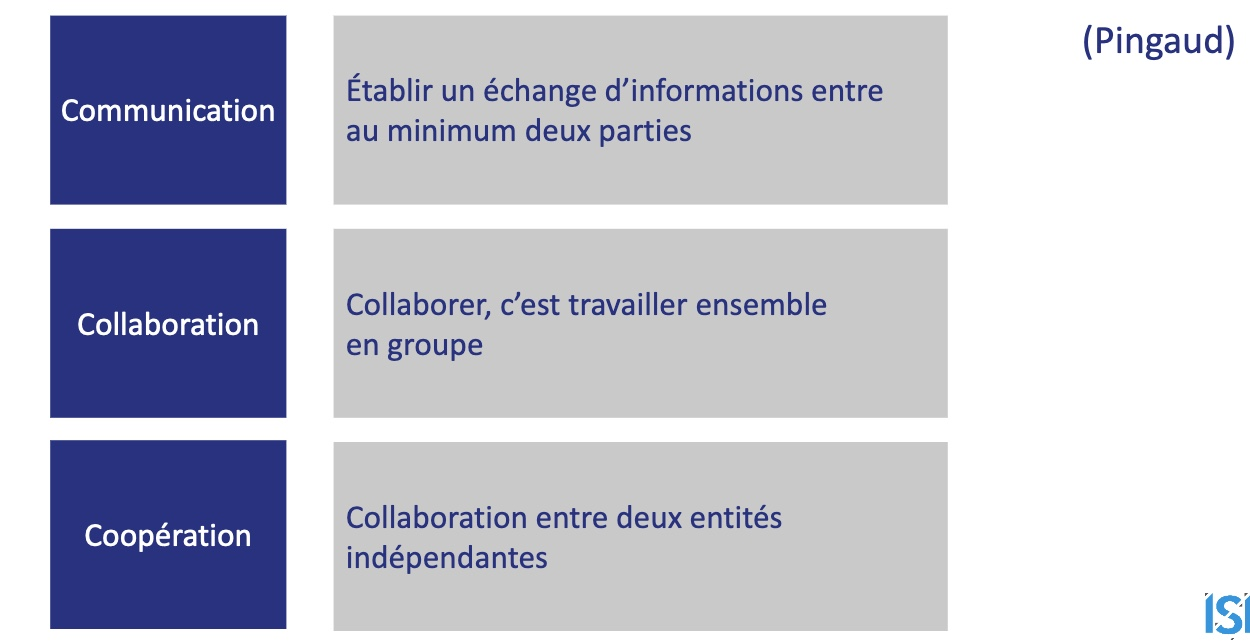 (Pingaud)
Communication
Établir un échange d’informations entre
au minimum deux parties
Collaboration
Collaborer, c’est travailler ensemble
en groupe
Coopération
Collaboration entre deux entités
indépendantes
ISI